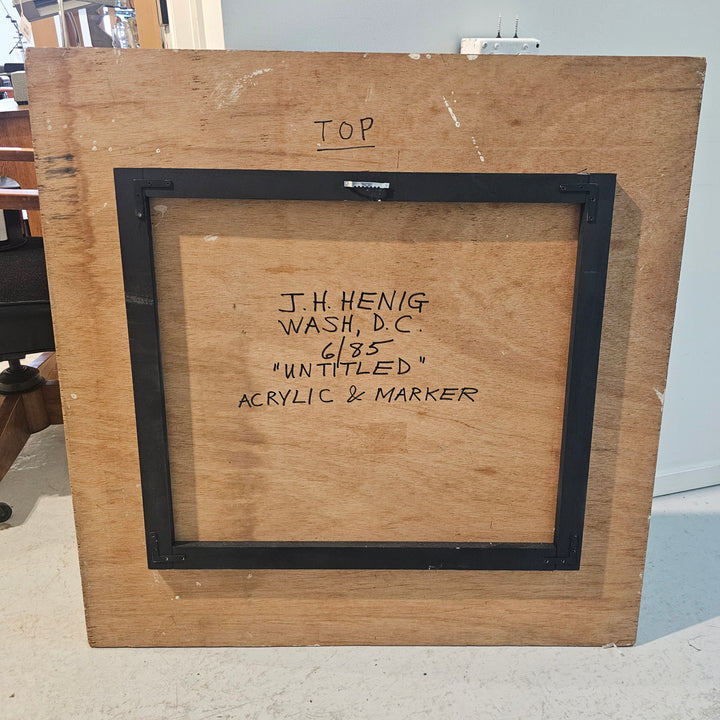 TOP
J.H. HENIG
WASH, D.C.
6/85
"UNTITLED"
ACRYLIC & MARKER